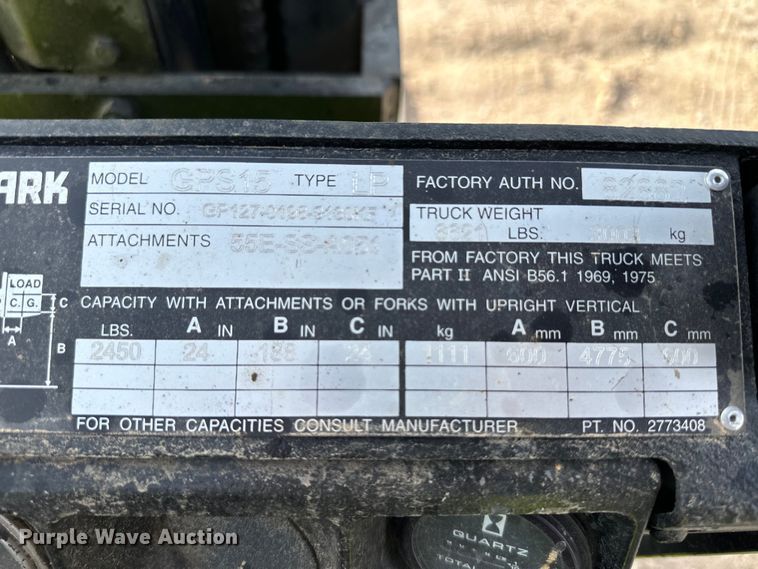 ARK
MODEL GPS15 TYPE LP
SERIAL NO.
ATTACHMENTS
FACTORY AUTH NO.
TRUCK WEIGHT
LBS. kg
FROM FACTORY THIS TRUCK MEETS
PART II ANSI B56.1 1969, 1975
LOAD
C. G.
C
A
B
CAPACITY WITH ATTACHMENTS OR FORKS WITH UPRIGHT VERTICAL
LBS. A IN B IN C IN kg A mm B mm C mm
2450 24 188 24 1111 600 4775 600
FOR OTHER CAPACITIES CONSULT MANUFACTURER PT. NO. 2773408
QUARTZ
TOTAL
Purple Wave Auction